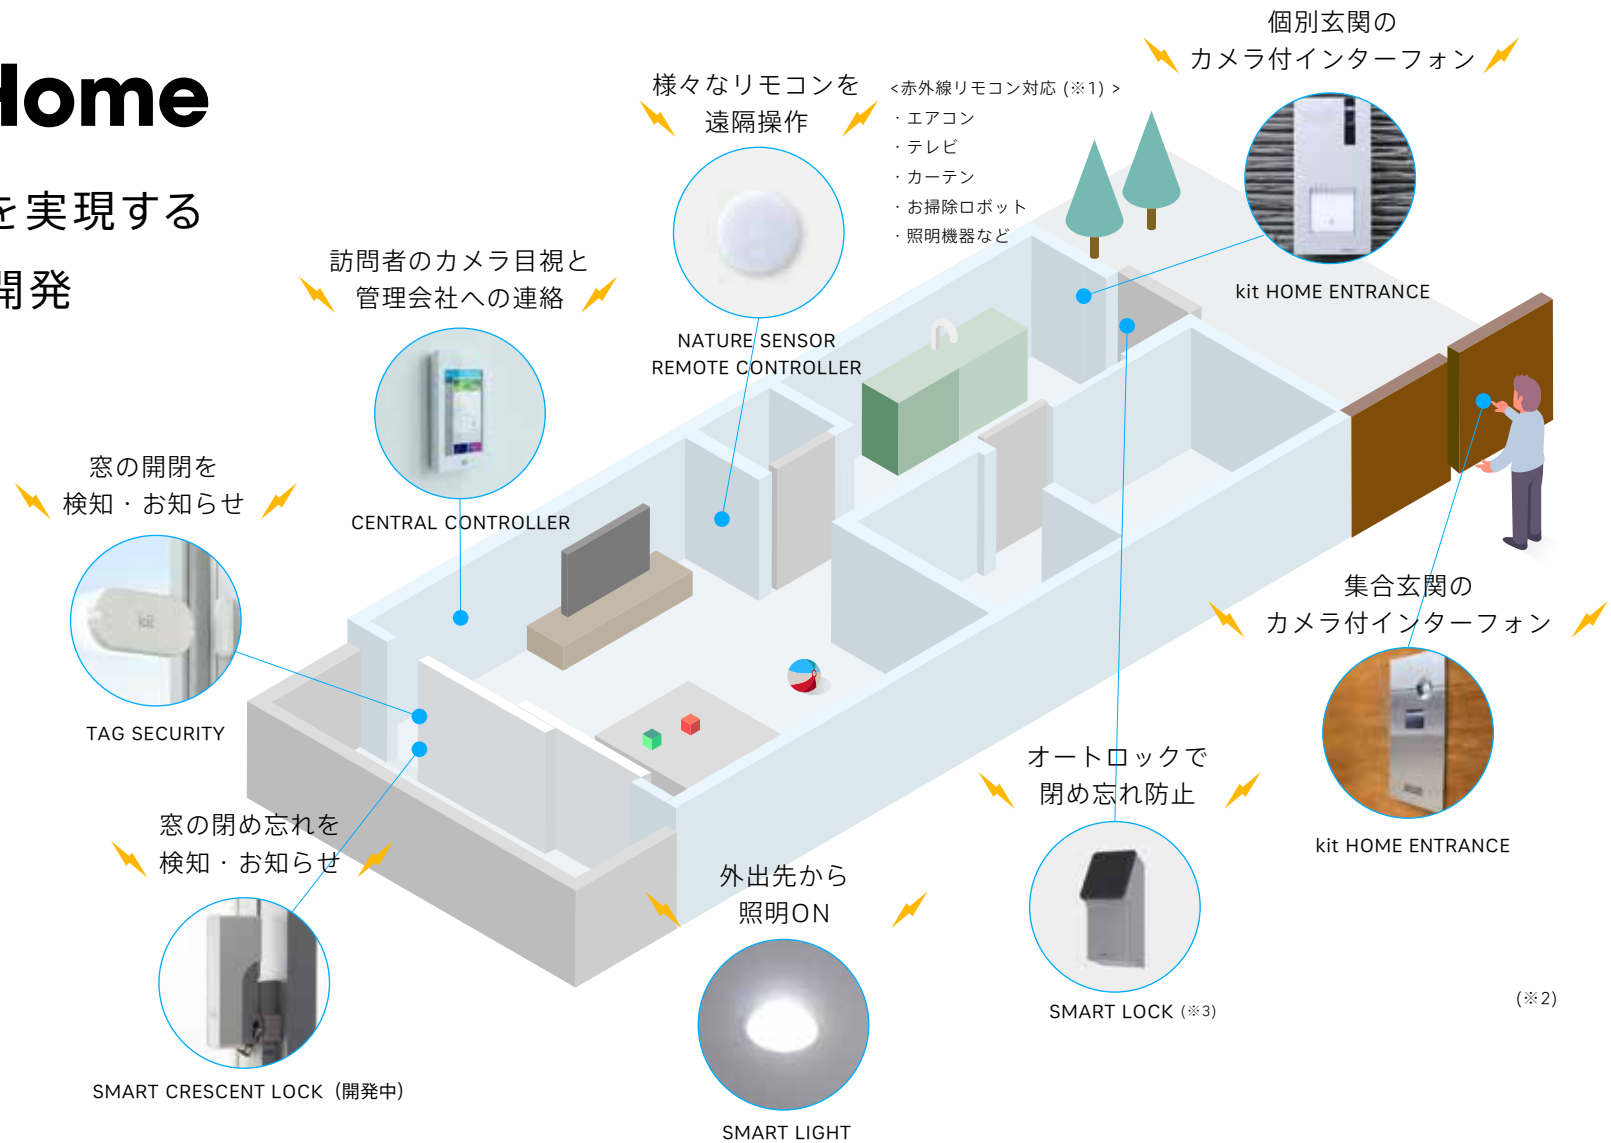 Home
を実現する
開発
個別玄関の
カメラ付インターフォン
kit HOME ENTRANCE
様々なリモコンを
遠隔操作
<赤外線リモコン対応 (※1) >
・エアコン
・テレビ
・カーテン
・お掃除ロボット
・照明機器など
NATURE SENSOR
REMOTE CONTROLLER
訪問者のカメラ目視と
管理会社への連絡
CENTRAL CONTROLLER
窓の開閉を
検知・お知らせ
kit
TAG SECURITY
集合玄関の
カメラ付インターフォン
kit HOME ENTRANCE
窓の閉め忘れを
検知・お知らせ
SMART CRESCENT LOCK（開発中）
オートロックで
閉め忘れ防止
SMART LOCK (※3)
外出先から
照明ON
SMART LIGHT
(※2)